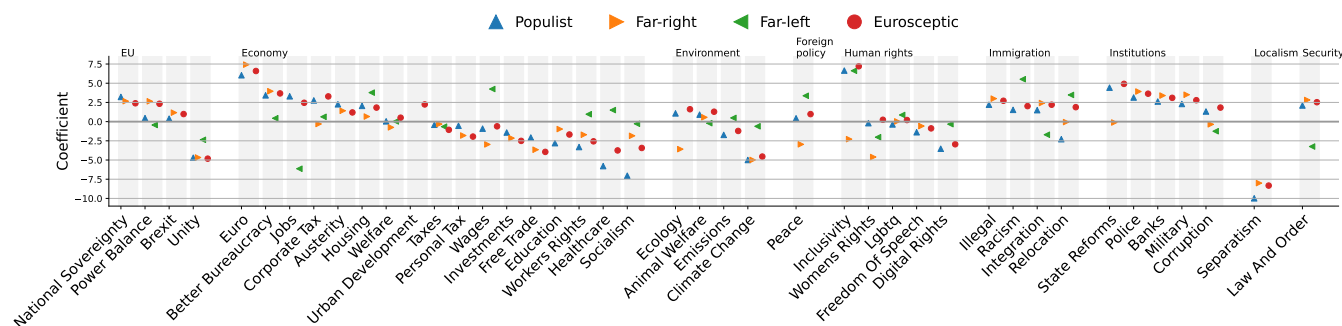 Populist Far-right Far-left Eurosceptic
EU Economy Environment Foreign policy Human rights Immigration Institutions Localism Security
Coefficient
7.5
5.0
2.5
0.0
−2.5
−5.0
−7.5
−10.0
National Sovereignty
Power Balance
Brexit
Unity
Euro
Better Bureaucracy
Jobs
Corporate Tax
Austerity
Housing
Welfare
Urban Development
Taxes
Personal Tax
Wages
Investments
Free Trade
Education
Workers Rights
Healthcare
Socialism
Ecology
Animal Welfare
Emissions
Climate Change
Peace
Inclusivity
Womens Rights
Lgbtq
Freedom Of Speech
Digital Rights
Illegal
Racism
Integration
Relocation
State Reforms
Police
Banks
Military
Corruption
Separatism
Law And Order